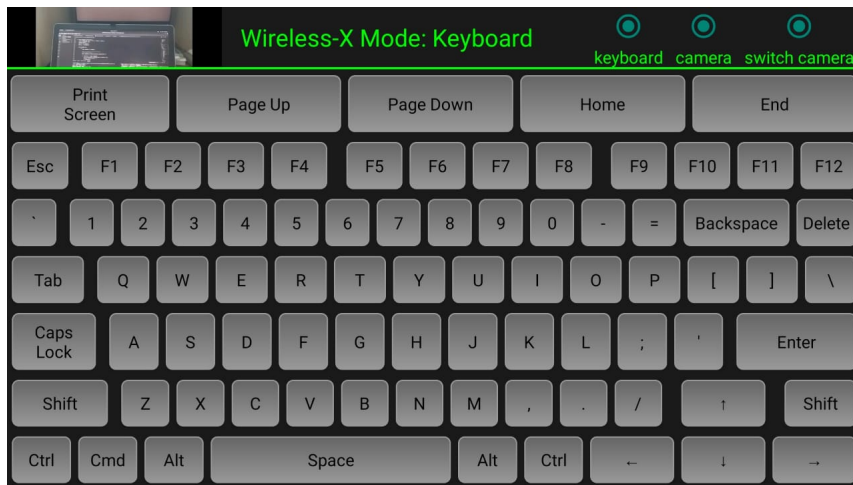 Wireless-X Mode: Keyboard
keyboard camera switch camera
Print
Screen
Page Up Page Down Home End
Esc F1 F2 F3 F4 F5 F6 F7 F8 F9 F10 F11 F12
` 1 2 3 4 5 6 7 8 9 0 - = Backspace Delete
Tab Q W E R T Y U I O P [ ] \
Caps
Lock
A S D F G H J K L ; ' Enter
Shift Z X C V B N M , . / ↑ Shift
Ctrl Cmd Alt Space Alt Ctrl ← ↓ →